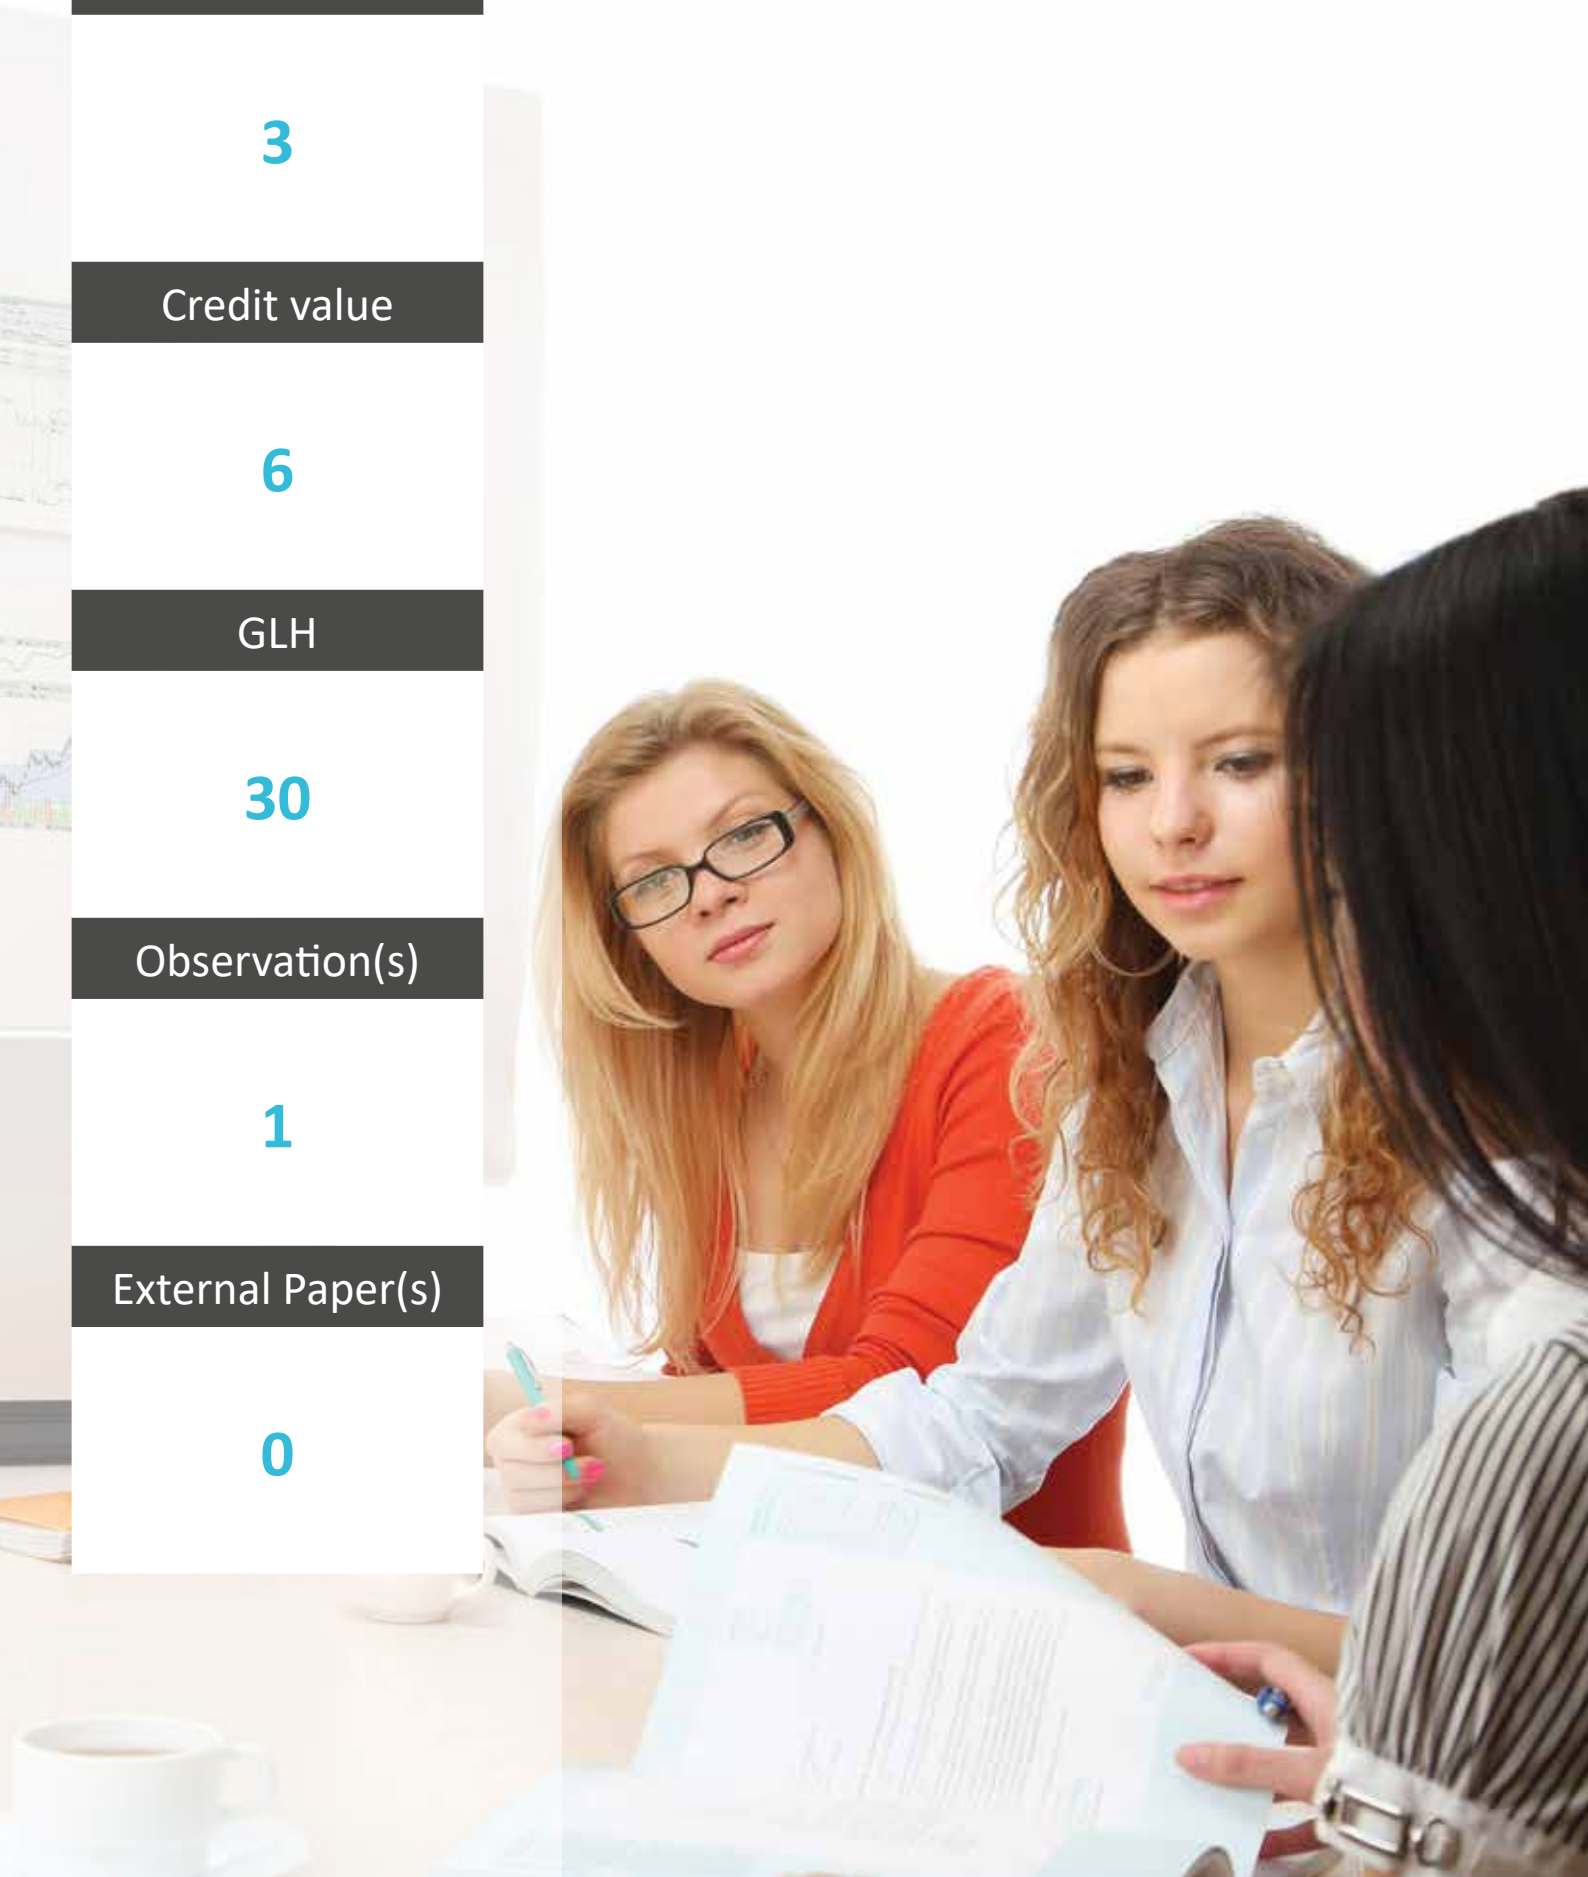 3
Credit value
6
GLH
30
Observation(s)
1
External Paper(s)
0